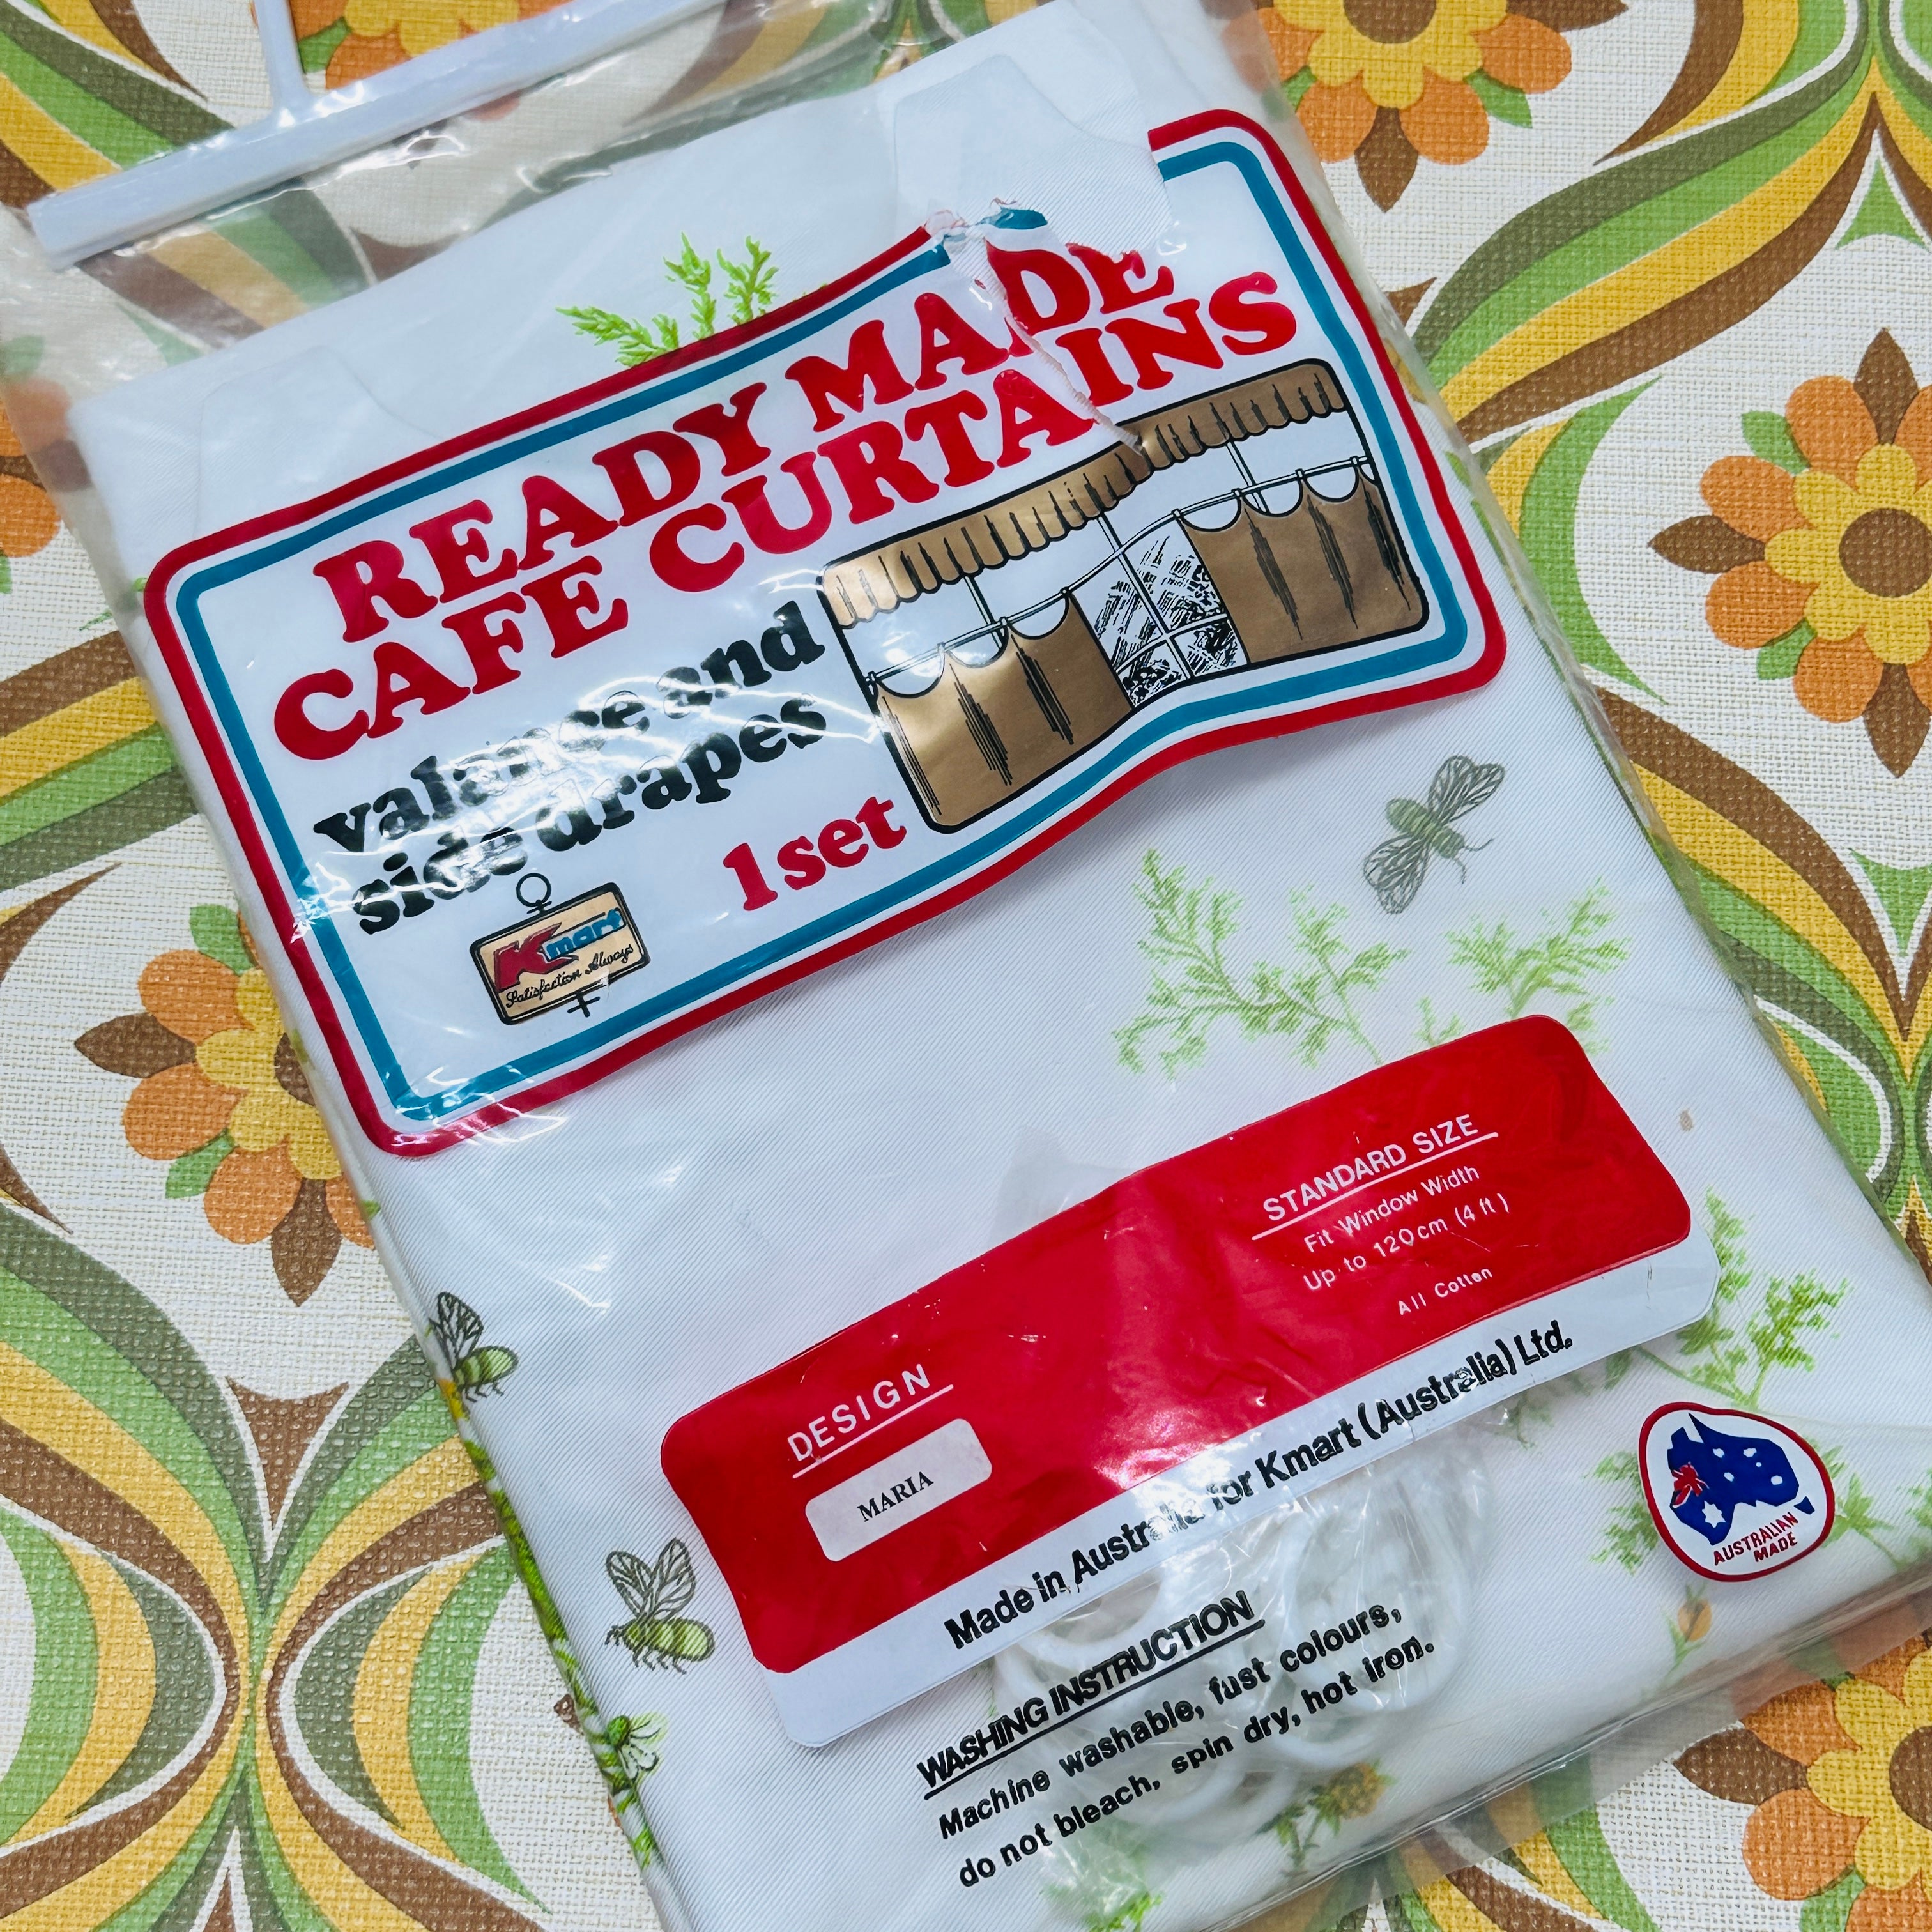 READY MADE
CAFE CURTAINS
valance and
side drapes
1 set
Kmart
Satisfaction Always
DESIGN
MARIA
STANDARD SIZE
Fit Window Width
Up to 120cm (4 ft)
All Cotton
Made in Australia for Kmart (Australia) Ltd.
AUSTRALIAN
MADE
WASHING INSTRUCTION
Machine washable, fast colours,
do not bleach, spin dry, hot iron.